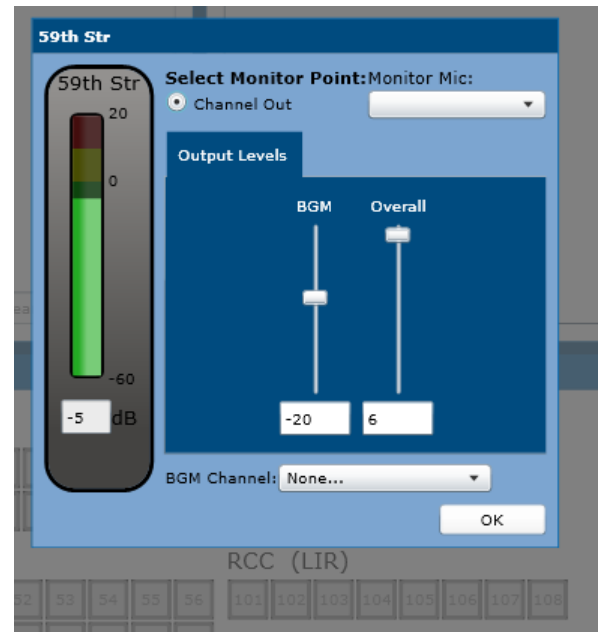 59th Str
59th Str
Select Monitor Point: Monitor Mic:
Channel Out
20
0
-60
-5 dB
Output Levels
BGM Overall
-20 6
BGM Channel: None...
OK
RCC (LIR)
52 53 54 55 56 101 102 103 104 105 106 107 108